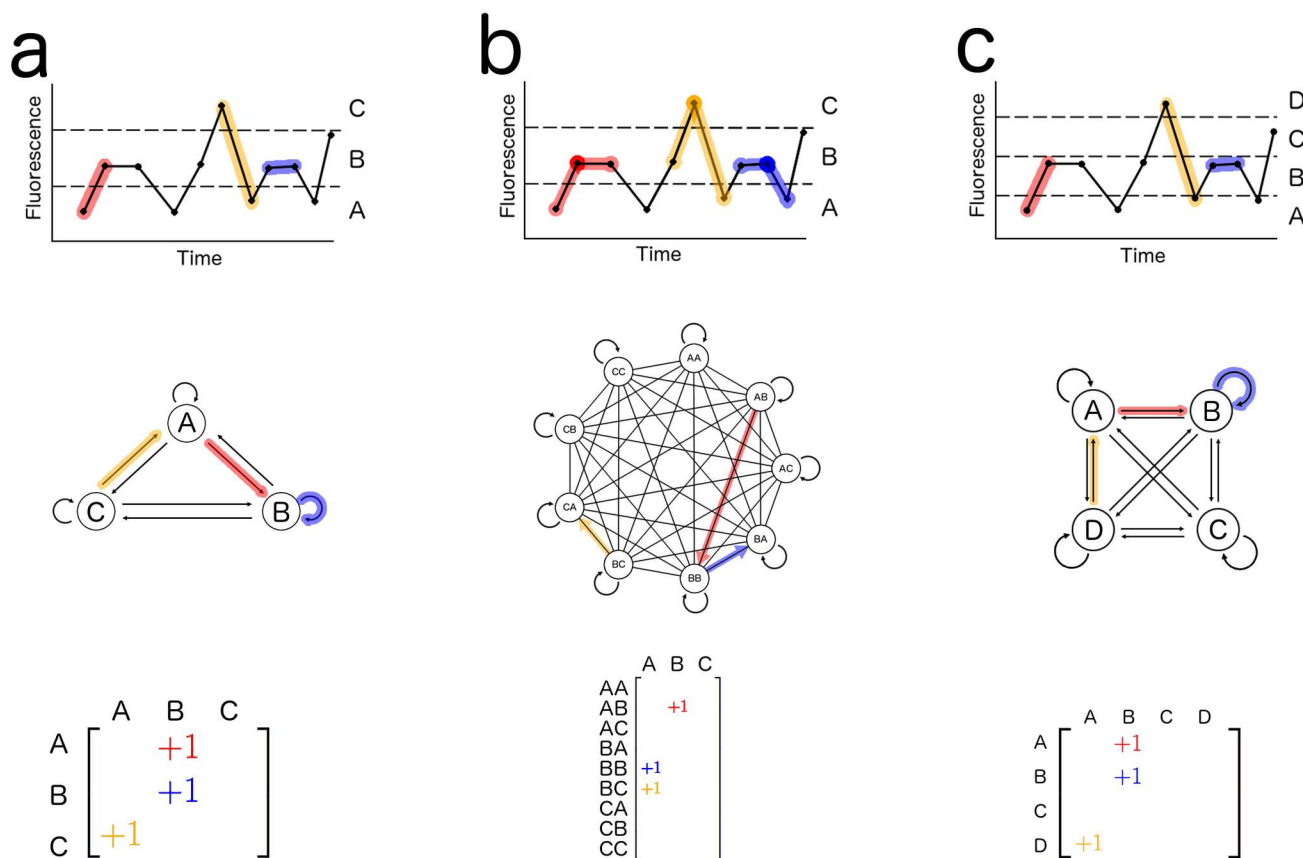 a
Fluorescence
C
B
A
Time
b
Fluorescence
C
B
A
Time
c
Fluorescence
D
C
B
A
Time
A
C
B
AA
CC
AB
CB
AC
CA
BA
BC
BB
A
B
D
C
A B C
A +1
B +1
C +1
A B C
AA
AB +1
AC
BA
BB +1
BC +1
CA
CB
CC
A B C D
A +1
B +1
C
D +1